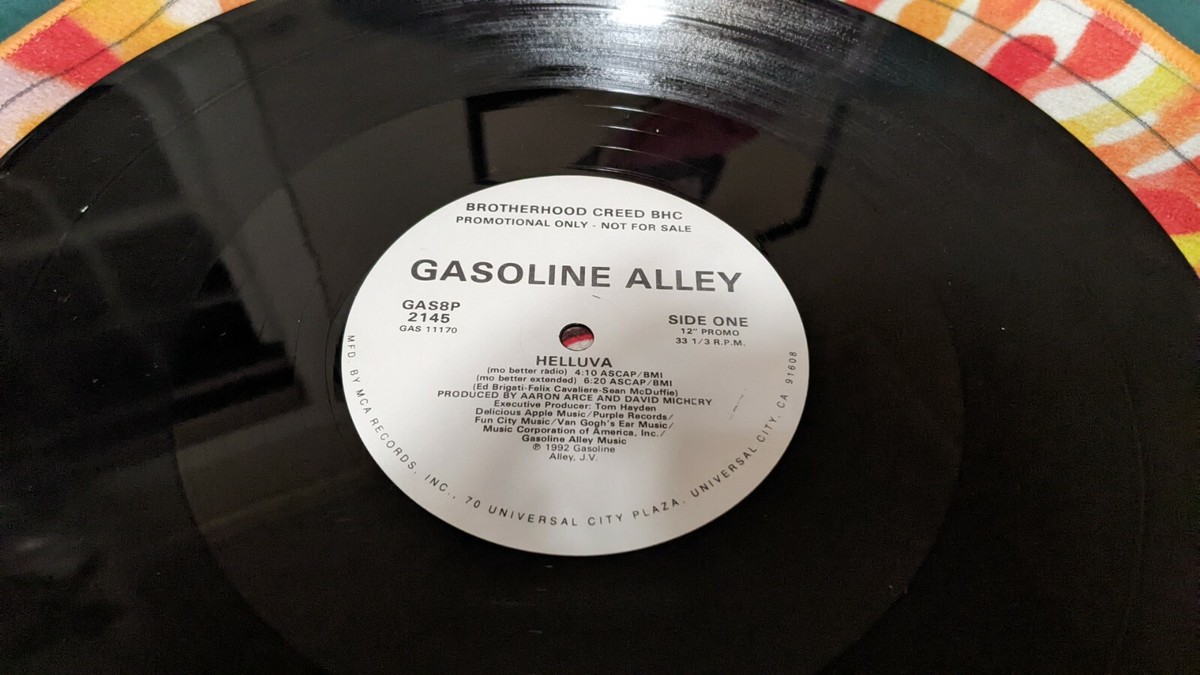 BROTHERHOOD CREED BHC
PROMOTIONAL ONLY - NOT FOR SALE
GASOLINE ALLEY
GAS8P
2145
GAS 11170
SIDE ONE
12" PROMO
33 1/3 R.P.M.
HELLUVA
(mo better radio) 4:10 ASCAP/BMI
(mo better extended) 6:20 ASCAP/BMI
(Ed Brigati-Felix Cavaliere-Sean McDuffie)
PRODUCED BY AARON ARCE AND DAVID MICHERY
Executive Producer: Tom Hayden
Delicious Apple Music/Purple Records/
Fun City Music/Van Gogh's Ear Music/
Music Corporation of America, Inc./
Gasoline Alley Music
℗ 1992 Gasoline
Alley, J.V.
MFD. BY MCA RECORDS, INC., 70 UNIVERSAL CITY PLAZA, UNIVERSAL CITY, CA 91608